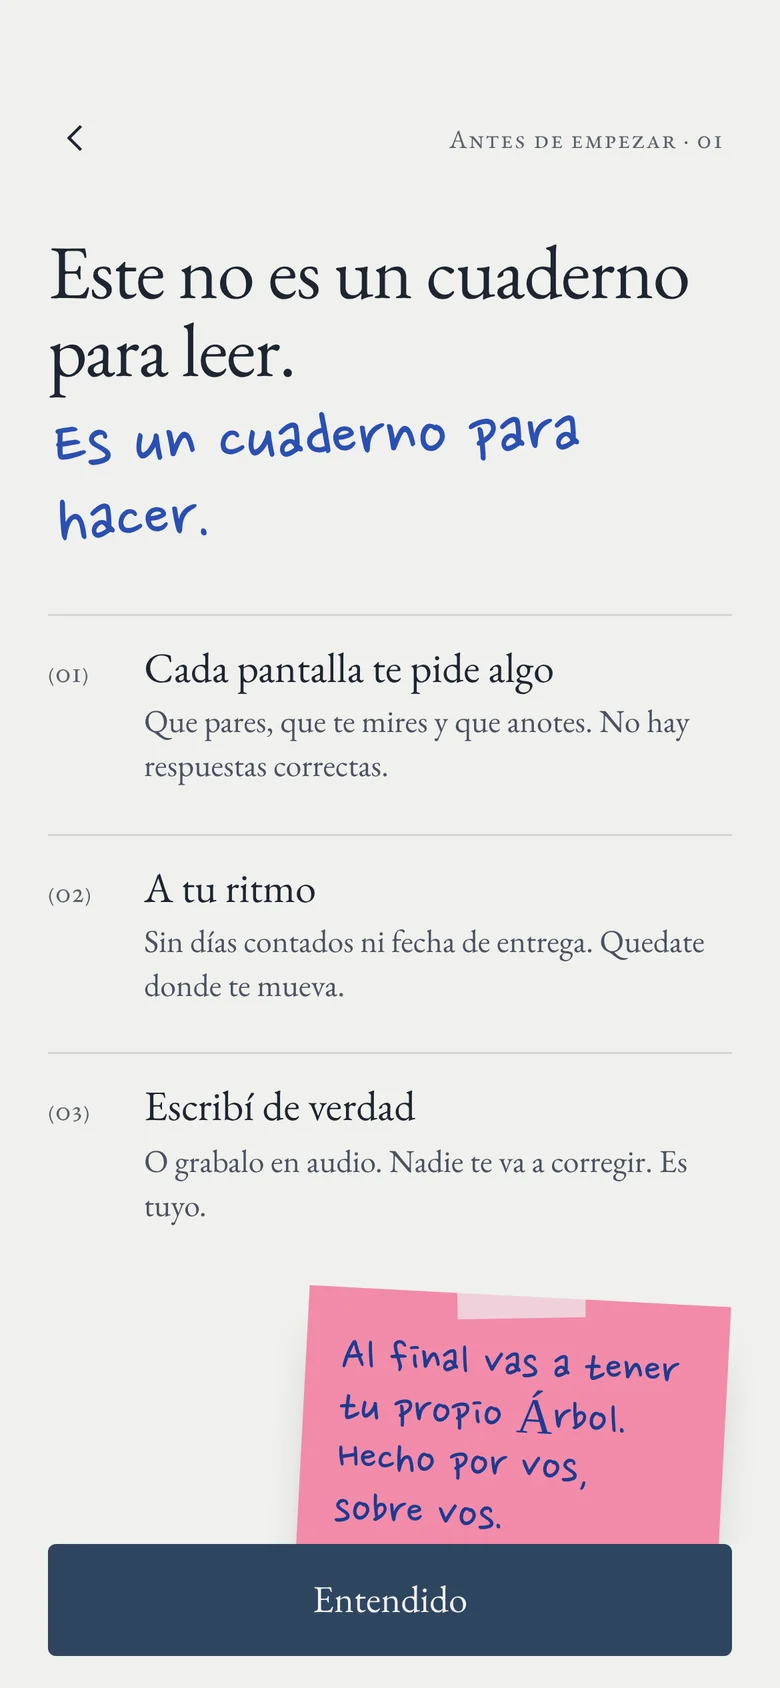 Antes de empezar · 01
Este no es un cuaderno
para leer.
Es un cuaderno para
hacer.
(01) Cada pantalla te pide algo
Que pares, que te mires y que anotes. No hay
respuestas correctas.
(02) A tu ritmo
Sin días contados ni fecha de entrega. Quedate
donde te mueva.
(03) Escribí de verdad
O grabalo en audio. Nadie te va a corregir. Es
tuyo.
Al final vas a tener
tu propio Árbol.
Hecho por vos,
sobre vos.
Entendido